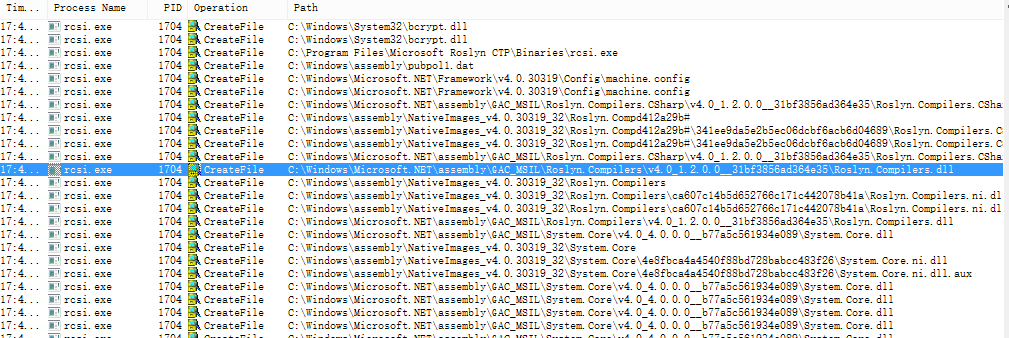 Tim... Process Name PID Operation Path
17:4... rcsi.exe 1704 CreateFile C:\Windows\System32\bcrypt.dll
17:4... rcsi.exe 1704 CreateFile C:\Windows\System32\bcrypt.dll
17:4... rcsi.exe 1704 CreateFile C:\Program Files\Microsoft Roslyn CTP\Binaries\rcsi.exe
17:4... rcsi.exe 1704 CreateFile C:\Windows\assembly\pubpol1.dat
17:4... rcsi.exe 1704 CreateFile C:\Windows\Microsoft.NET\Framework\v4.0.30319\Config\machine.config
17:4... rcsi.exe 1704 CreateFile C:\Windows\Microsoft.NET\Framework\v4.0.30319\Config\machine.config
17:4... rcsi.exe 1704 CreateFile C:\Windows\Microsoft.NET\assembly\GAC_MSIL\Roslyn.Compilers.CSharp\v4.0_1.2.0.0__31bf3856ad364e35\Roslyn.Compilers.CSha
17:4... rcsi.exe 1704 CreateFile C:\Windows\assembly\NativeImages_v4.0.30319_32\Roslyn.Compd412a29b#
17:4... rcsi.exe 1704 CreateFile C:\Windows\assembly\NativeImages_v4.0.30319_32\Roslyn.Compd412a29b#\341ee9da5e2b5ec06dcbf6acb6d04689\Roslyn.Compilers.C
17:4... rcsi.exe 1704 CreateFile C:\Windows\assembly\NativeImages_v4.0.30319_32\Roslyn.Compd412a29b#\341ee9da5e2b5ec06dcbf6acb6d04689\Roslyn.Compilers.C
17:4... rcsi.exe 1704 CreateFile C:\Windows\Microsoft.NET\assembly\GAC_MSIL\Roslyn.Compilers.CSharp\v4.0_1.2.0.0__31bf3856ad364e35\Roslyn.Compilers.CSha
17:4... rcsi.exe 1704 CreateFile C:\Windows\Microsoft.NET\assembly\GAC_MSIL\Roslyn.Compilers\v4.0_1.2.0.0__31bf3856ad364e35\Roslyn.Compilers.dll
17:4... rcsi.exe 1704 CreateFile C:\Windows\assembly\NativeImages_v4.0.30319_32\Roslyn.Compilers
17:4... rcsi.exe 1704 CreateFile C:\Windows\assembly\NativeImages_v4.0.30319_32\Roslyn.Compilers\ca607c14b5d652766c171c442078b41a\Roslyn.Compilers.ni.dl
17:4... rcsi.exe 1704 CreateFile C:\Windows\assembly\NativeImages_v4.0.30319_32\Roslyn.Compilers\ca607c14b5d652766c171c442078b41a\Roslyn.Compilers.ni.dl
17:4... rcsi.exe 1704 CreateFile C:\Windows\Microsoft.NET\assembly\GAC_MSIL\Roslyn.Compilers\v4.0_1.2.0.0__31bf3856ad364e35\Roslyn.Compilers.dll
17:4... rcsi.exe 1704 CreateFile C:\Windows\Microsoft.NET\assembly\GAC_MSIL\System.Core\v4.0_4.0.0.0__b77a5c561934e089\System.Core.dll
17:4... rcsi.exe 1704 CreateFile C:\Windows\assembly\NativeImages_v4.0.30319_32\System.Core
17:4... rcsi.exe 1704 CreateFile C:\Windows\assembly\NativeImages_v4.0.30319_32\System.Core\4e8fbca4a4540f88bd728babcc483f26\System.Core.ni.dll
17:4... rcsi.exe 1704 CreateFile C:\Windows\assembly\NativeImages_v4.0.30319_32\System.Core\4e8fbca4a4540f88bd728babcc483f26\System.Core.ni.dll.aux
17:4... rcsi.exe 1704 CreateFile C:\Windows\Microsoft.NET\assembly\GAC_MSIL\System.Core\v4.0_4.0.0.0__b77a5c561934e089\System.Core.dll
17:4... rcsi.exe 1704 CreateFile C:\Windows\Microsoft.NET\assembly\GAC_MSIL\System.Core\v4.0_4.0.0.0__b77a5c561934e089\System.Core.dll
17:4... rcsi.exe 1704 CreateFile C:\Windows\Microsoft.NET\assembly\GAC_MSIL\System.Core\v4.0_4.0.0.0__b77a5c561934e089\System.Core.dll
17:4... rcsi.exe 1704 CreateFile C:\Windows\Microsoft.NET\assembly\GAC_MSIL\System.Core\v4.0_4.0.0.0__b77a5c561934e089\System.Core.dll
17:4... rcsi.exe 1704 CreateFile C:\Windows\Microsoft.NET\assembly\GAC_MSIL\System.Core\v4.0_4.0.0.0__b77a5c561934e089\System.Core.dll